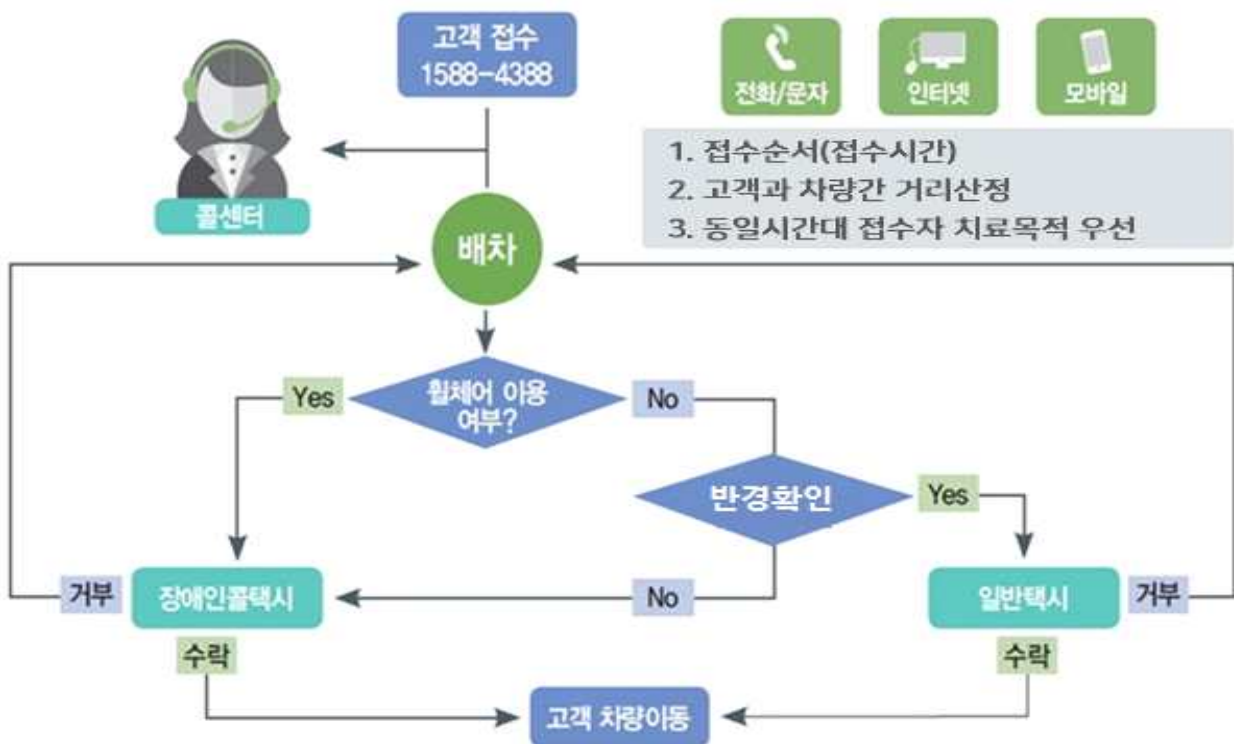 고객 접수
1588-4388
전화/문자
인터넷
모바일
1. 접수순서(접수시간)
2. 고객과 차량간 거리산정
3. 동일시간대 접수자 치료목적 우선
콜센터
배차
휠체어 이용
여부?
Yes
No
반경확인
Yes
No
거부
장애인콜택시
일반택시
거부
수락
수락
고객 차량이동